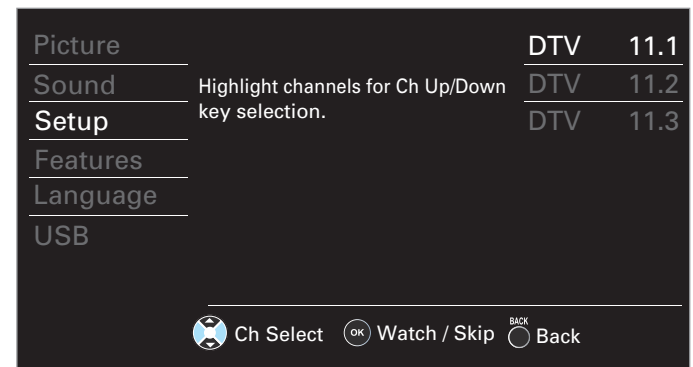 Picture
Sound
Setup
Features
Language
USB
Highlight channels for Ch Up/Down
key selection.
DTV 11.1
DTV 11.2
DTV 11.3
Ch Select OK Watch / Skip BACK Back